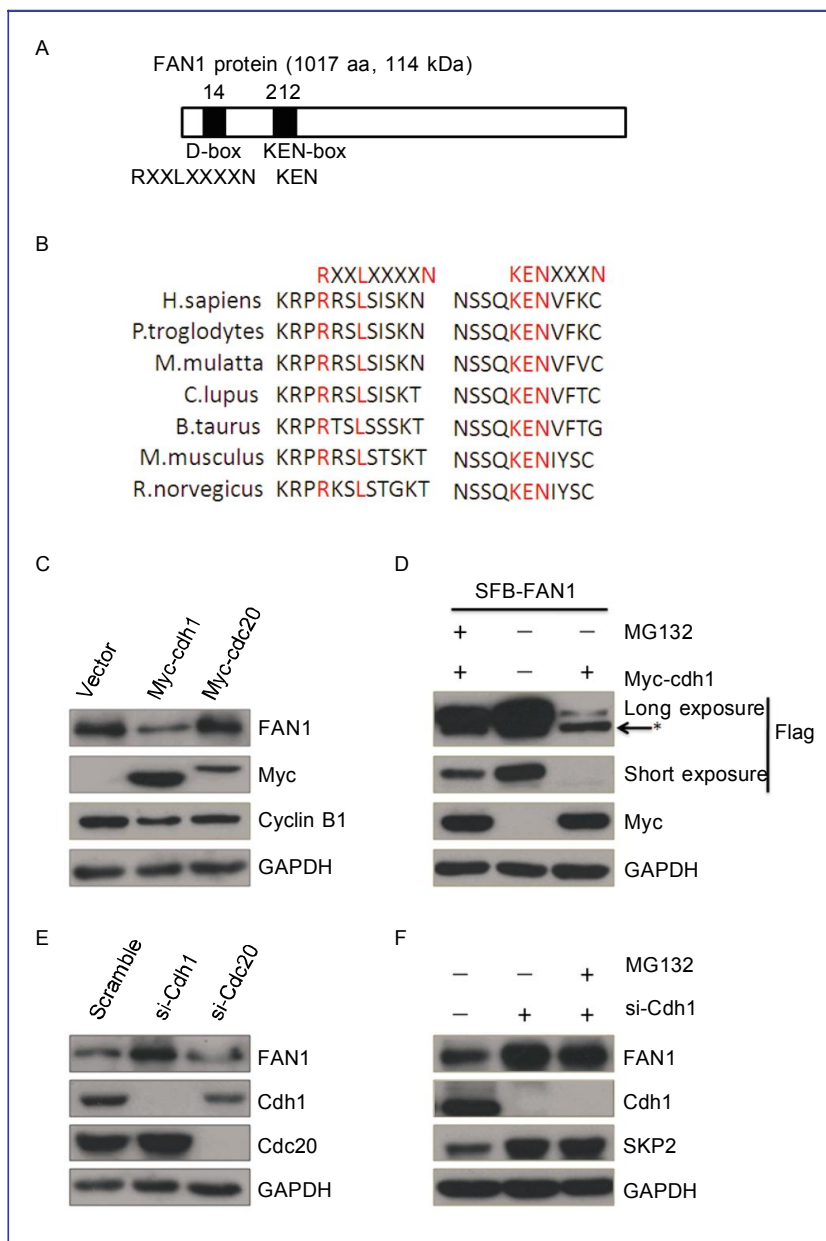 A
FAN1 protein (1017 aa, 114 kDa)
14 212
D-box KEN-box
RXXLXXXXN KEN
B
RXXLXXXXN KENXXXN
H.sapiens KRPRRSLSISKN NSSQKENVFKC
P.troglodytes KRPRRSLSISKN NSSQKENVFKC
M.mulatta KRPRRSLSISKN NSSQKENVFVC
C.lupus KRPRRSLSISKT NSSQKENVFTC
B.taurus KRPRTSLSSSKT NSSQKENVFTG
M.musculus KRPRRSLSTSKT NSSQKENIYSC
R.norvegicus KRPRKSLSTGKT NSSQKENIYSC
C
Vector Myc-cdh1 Myc-cdc20
FAN1
Myc
Cyclin B1
GAPDH
D
SFB-FAN1
+ − − MG132
+ − + Myc-cdh1
Long exposure
*
Flag
Short exposure
Myc
GAPDH
E
Scramble si-Cdh1 si-Cdc20
FAN1
Cdh1
Cdc20
GAPDH
F
− − + MG132
− + + si-Cdh1
FAN1
Cdh1
SKP2
GAPDH